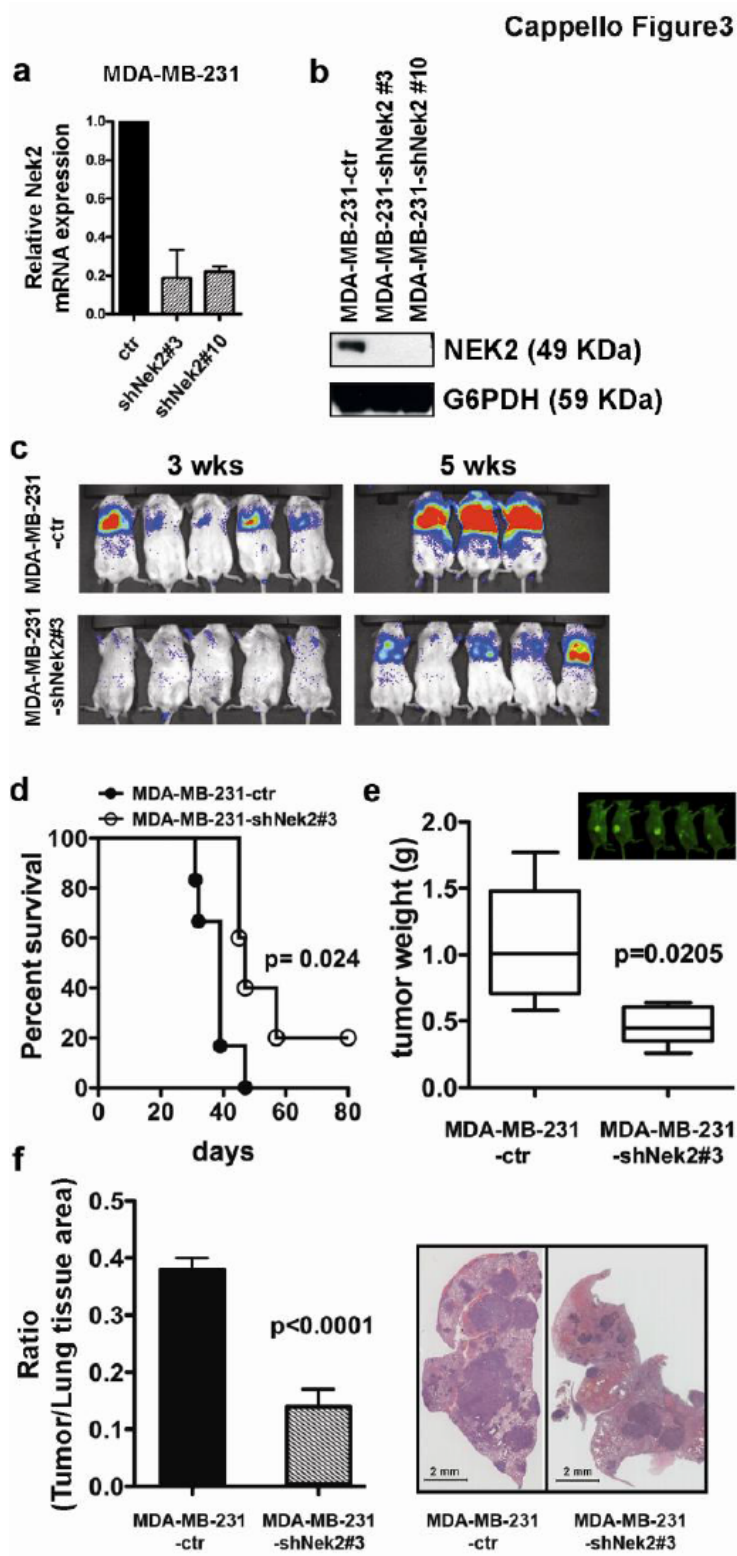 Cappello Figure3
a
MDA-MB-231
Relative Nek2
mRNA expression
1.0
0.8
0.6
0.4
0.2
0.0
ctr
shNek2#3
shNek2#10
b
MDA-MB-231-ctr
MDA-MB-231-shNek2 #3
MDA-MB-231-shNek2 #10
NEK2 (49 KDa)
G6PDH (59 KDa)
c
3 wks
5 wks
MDA-MB-231
-ctr
MDA-MB-231
-shNek2#3
d
MDA-MB-231-ctr
MDA-MB-231-shNek2#3
Percent survival
100
80
60
40
20
0
p= 0.024
0 20 40 60 80
days
e
tumor weight (g)
2.0
1.5
1.0
0.5
0.0
p=0.0205
MDA-MB-231
-ctr
MDA-MB-231
-shNek2#3
f
Ratio
(Tumor/Lung tissue area)
0.5
0.4
0.3
0.2
0.1
0.0
p<0.0001
MDA-MB-231
-ctr
MDA-MB-231
-shNek2#3
2 mm
2 mm
MDA-MB-231
-ctr
MDA-MB-231
-shNek2#3